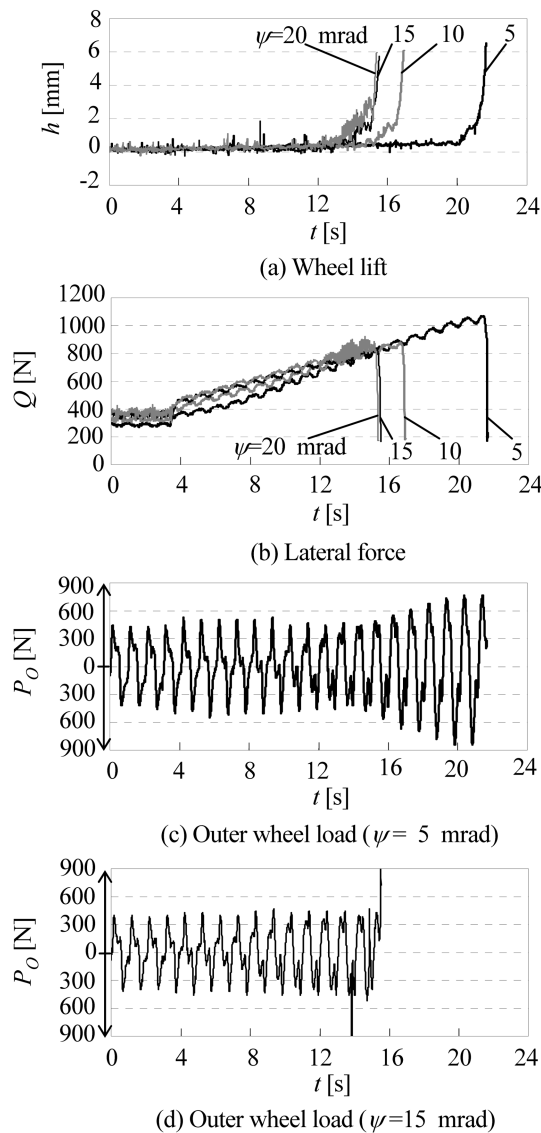 8
6
4
2
0
-2
h [mm]
ψ=20 mrad
15
10
5
0 4 8 12 16 20 24
t [s]
(a) Wheel lift
1200
1000
800
600
400
200
0
Q [N]
ψ=20 mrad
15
10
5
0 4 8 12 16 20 24
t [s]
(b) Lateral force
900
600
300
0
300
600
900
P_O [N]
0 4 8 12 16 20 24
t [s]
(c) Outer wheel load (ψ= 5 mrad)
900
600
300
0
300
600
900
P_O [N]
0 4 8 12 16 20 24
t [s]
(d) Outer wheel load (ψ=15 mrad)